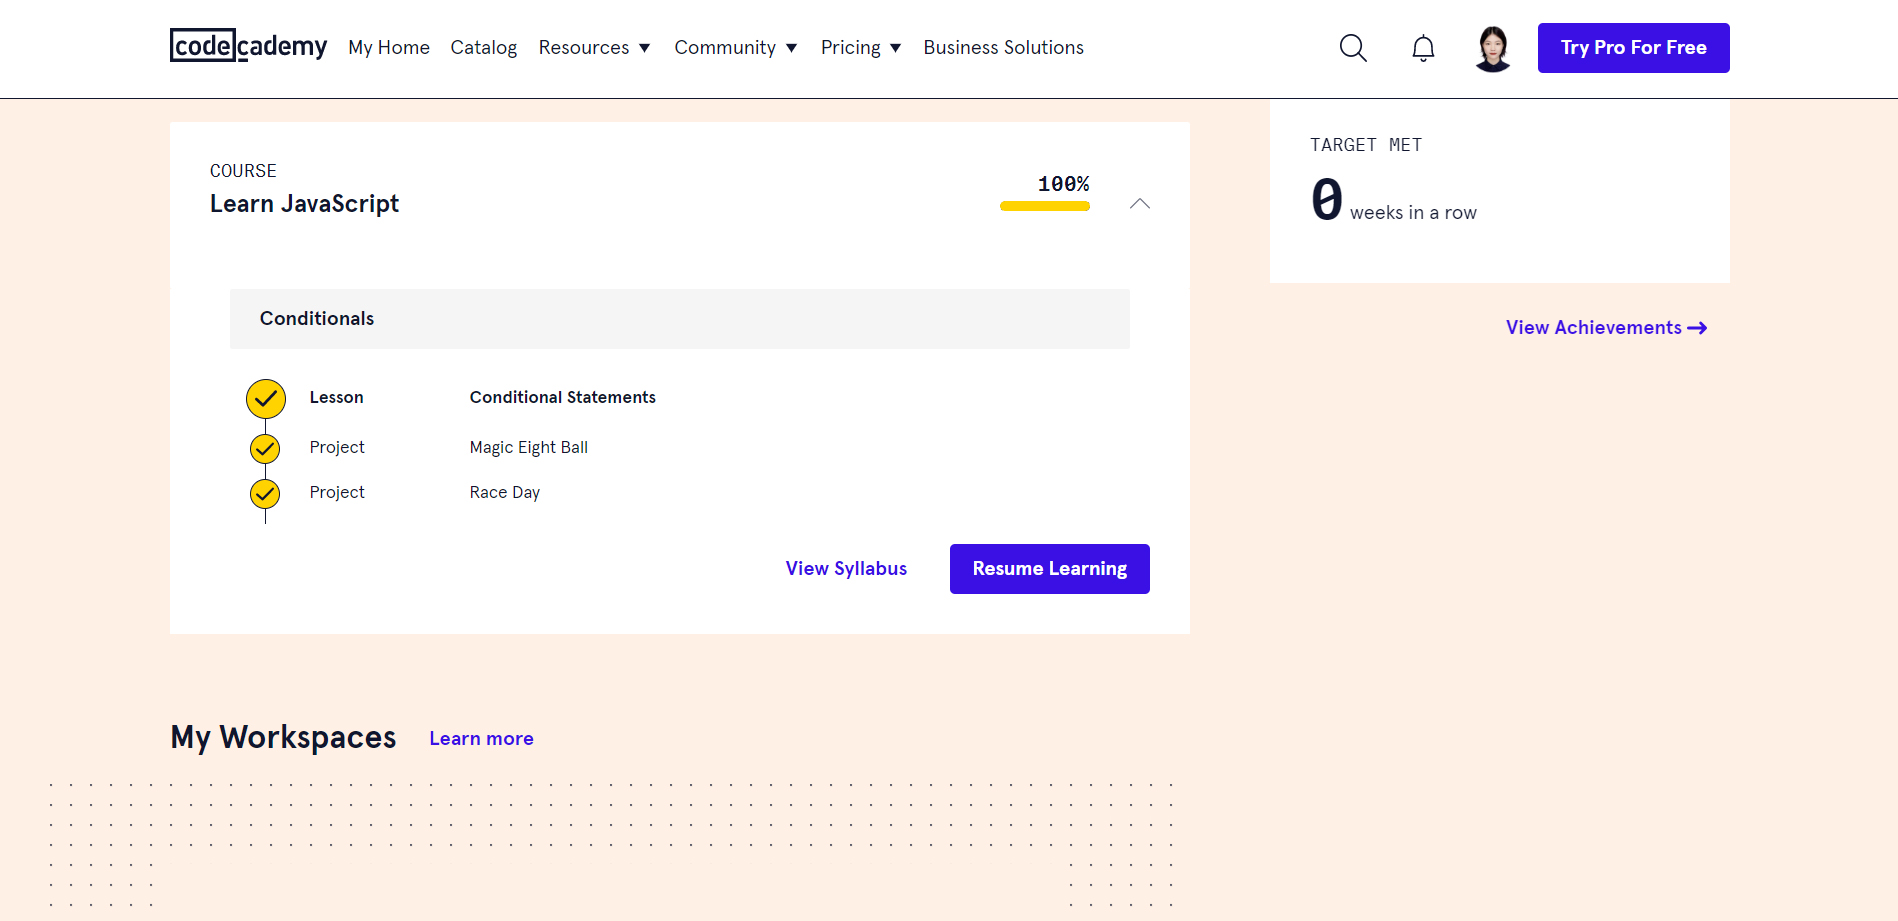 codecademy My Home Catalog Resources Community Pricing Business Solutions Try Pro For Free
COURSE
Learn JavaScript
100%
Conditionals
Lesson Conditional Statements
Project Magic Eight Ball
Project Race Day
View Syllabus Resume Learning
TARGET MET
0 weeks in a row
View Achievements
My Workspaces Learn more